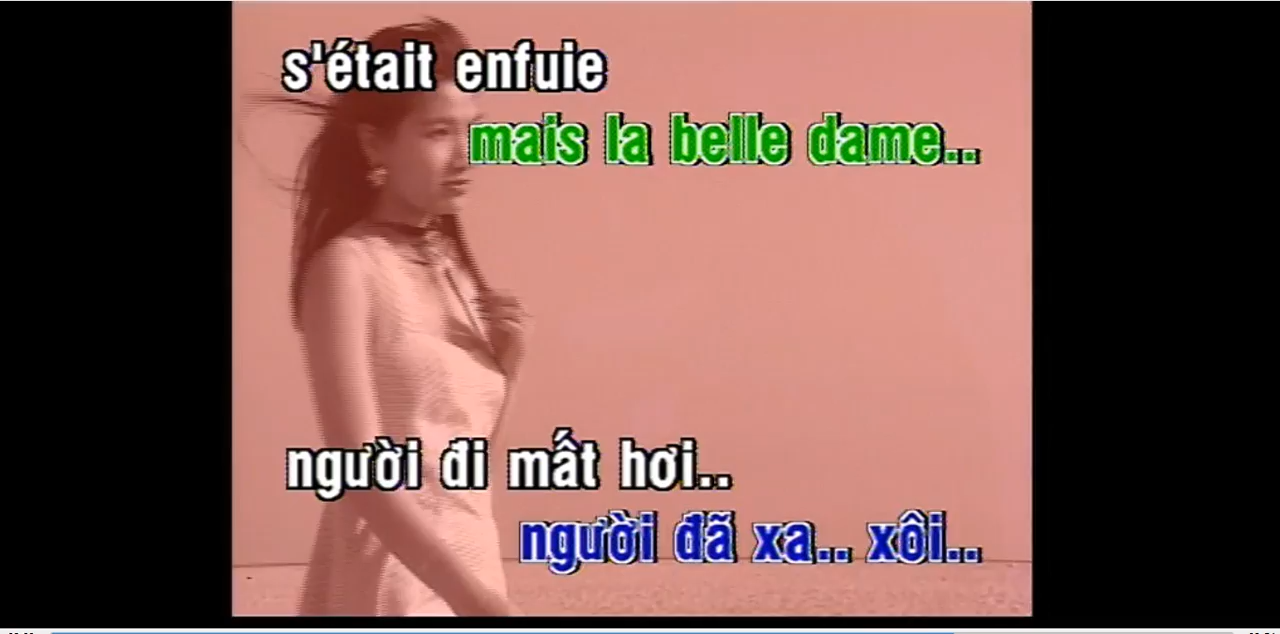 s'était enfuie
mais la belle dame..
người đi mất hơi..
người đã xa.. xôi..